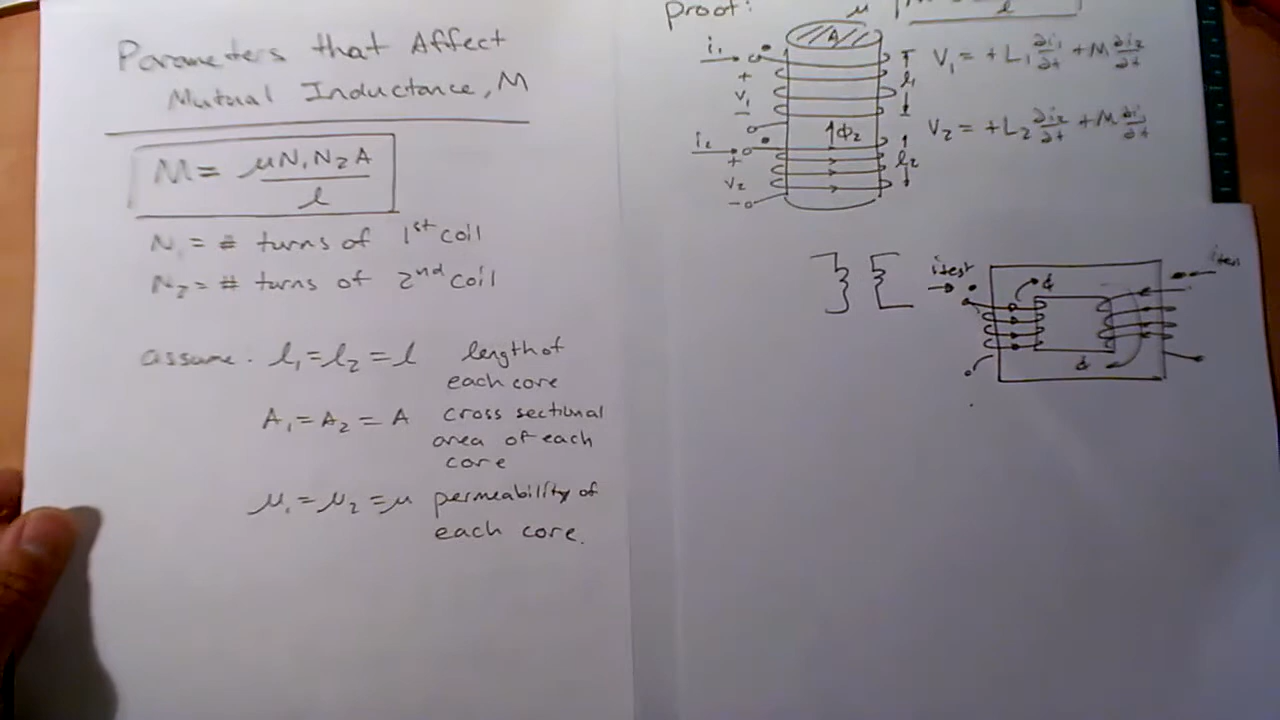 Parameters that Affect
Mutual Inductance, M
M = μN₁N₂A / l
N₁ = # turns of 1st coil
N₂ = # turns of 2nd coil
assume: l₁ = l₂ = l length of
each core
A₁ = A₂ = A cross sectional
area of each
core
μ₁ = μ₂ = μ permeability of
each core.
Proof:
μ
l
A
i₁
+
V₁
-
l₁
V₁ = +L₁ ∂i₁/∂t + M ∂i₂/∂t
ϕ₂
i₂
+
V₂
-
l₂
V₂ = +L₂ ∂i₂/∂t + M ∂i₁/∂t
itest
ϕ
ϕ